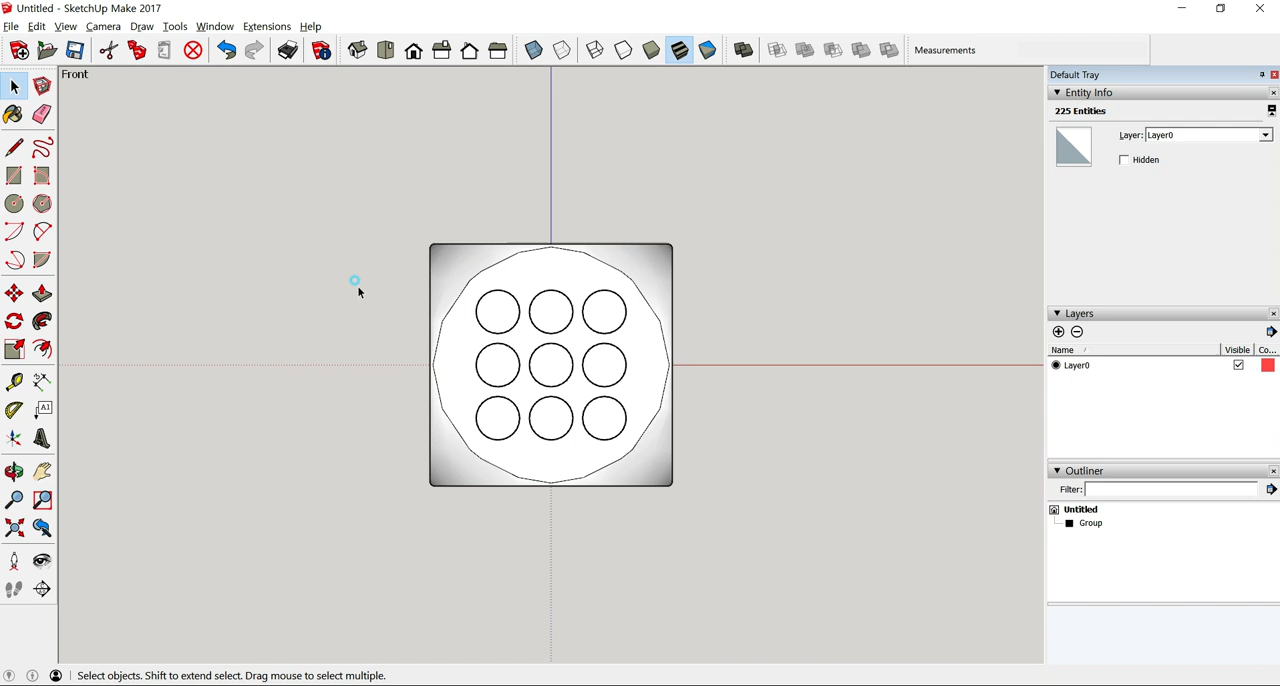 Untitled - SketchUp Make 2017
File Edit View Camera Draw Tools Window Extensions Help
Measurements
Front
Default Tray
Entity Info
225 Entities
Layer: Layer0
Hidden
Layers
Name Visible Co...
Layer0
A1
Outliner
Filter:
Untitled
Group
Select objects. Shift to extend select. Drag mouse to select multiple.